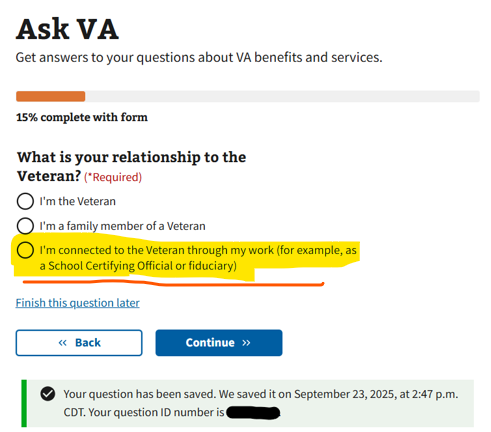 Ask VA
Get answers to your questions about VA benefits and services.
15% complete with form
What is your relationship to the
Veteran? (*Required)
I'm the Veteran
I'm a family member of a Veteran
I'm connected to the Veteran through my work (for example, as
a School Certifying Official or fiduciary)
Finish this question later
« Back
Continue »
Your question has been saved. We saved it on September 23, 2025, at 2:47 p.m.
CDT. Your question ID number is